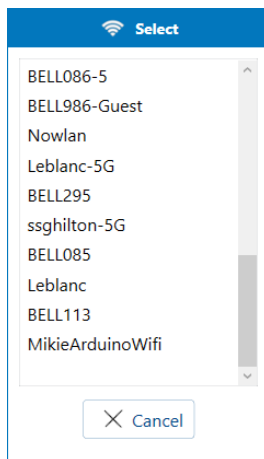 Select
BELL086-5
BELL986-Guest
Nowlan
Leblanc-5G
BELL295
ssghilton-5G
BELL085
Leblanc
BELL113
MikieArduinoWifi
Cancel